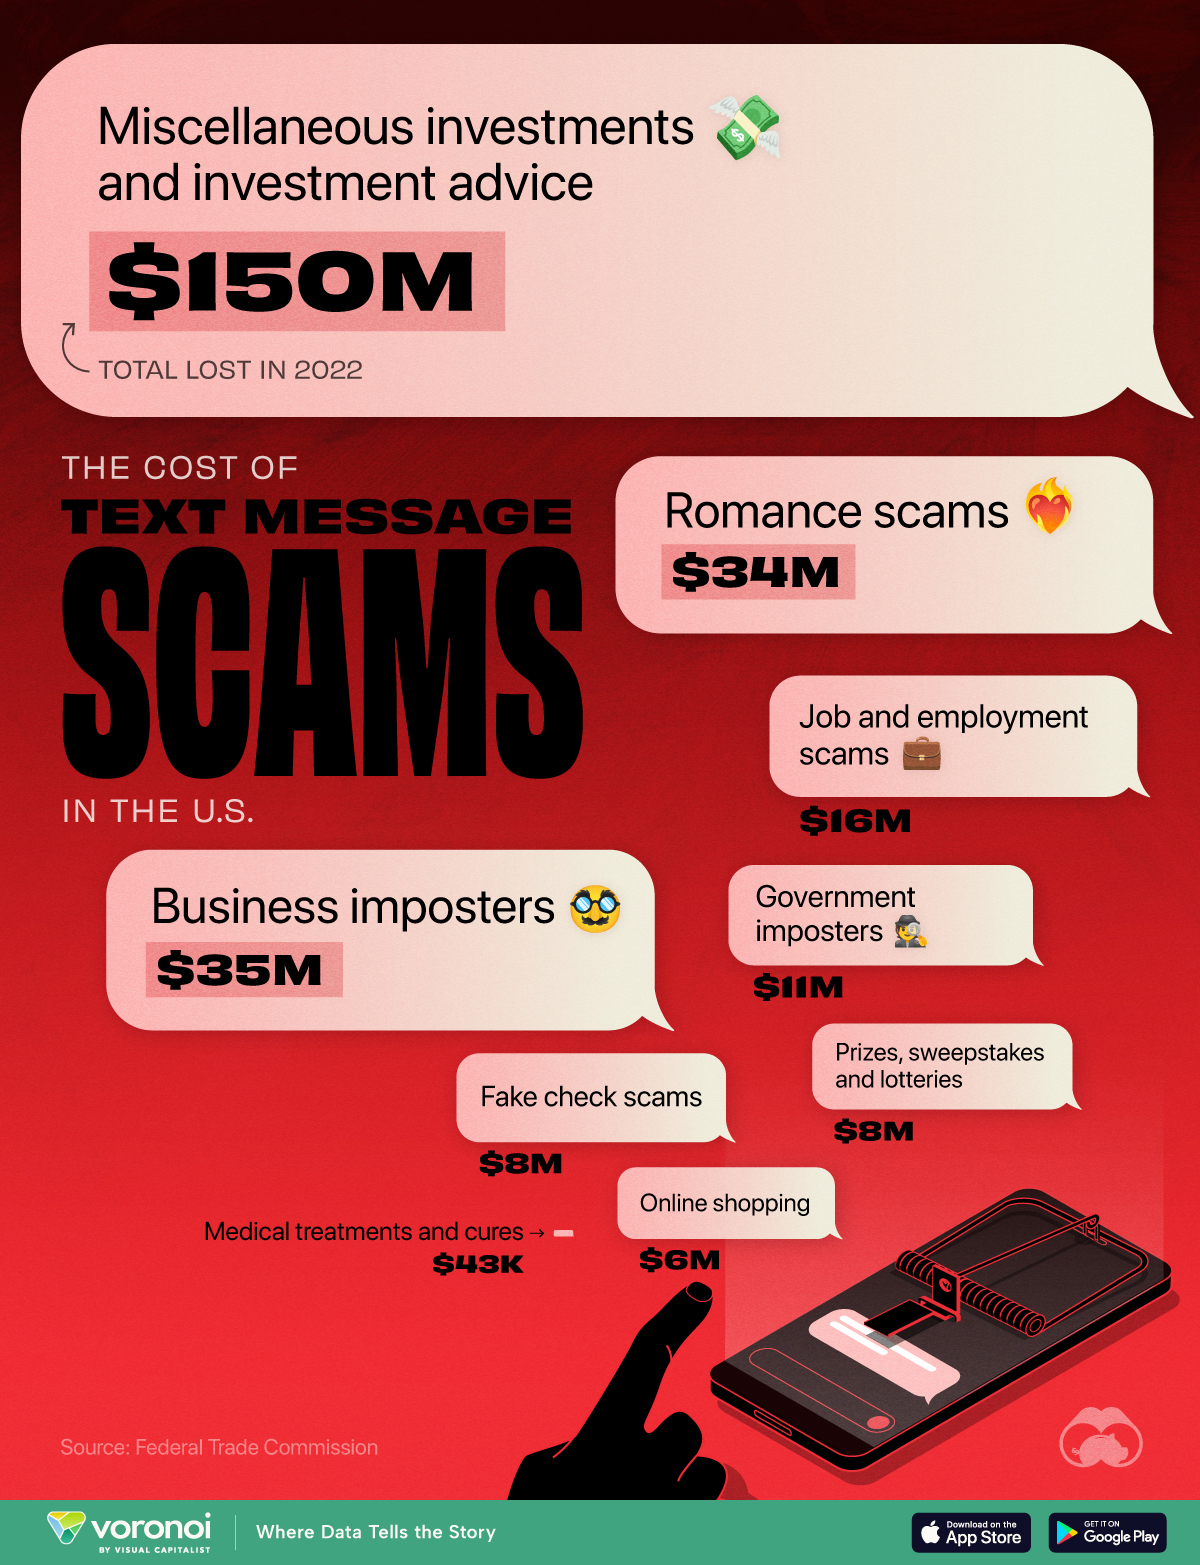 Miscellaneous investments
and investment advice
$150M
TOTAL LOST IN 2022
THE COST OF
TEXT MESSAGE
SCAMS
IN THE U.S.
Romance scams
$34M
Job and employment
scams
$16M
Business imposters
$35M
Government
imposters
$11M
Prizes, sweepstakes
and lotteries
$8M
Fake check scams
$8M
Online shopping
$6M
Medical treatments and cures →
$43K
Source: Federal Trade Commission
voronoi
BY VISUAL CAPITALIST
Where Data Tells the Story
Download on the
App Store
GET IT ON
Google Play